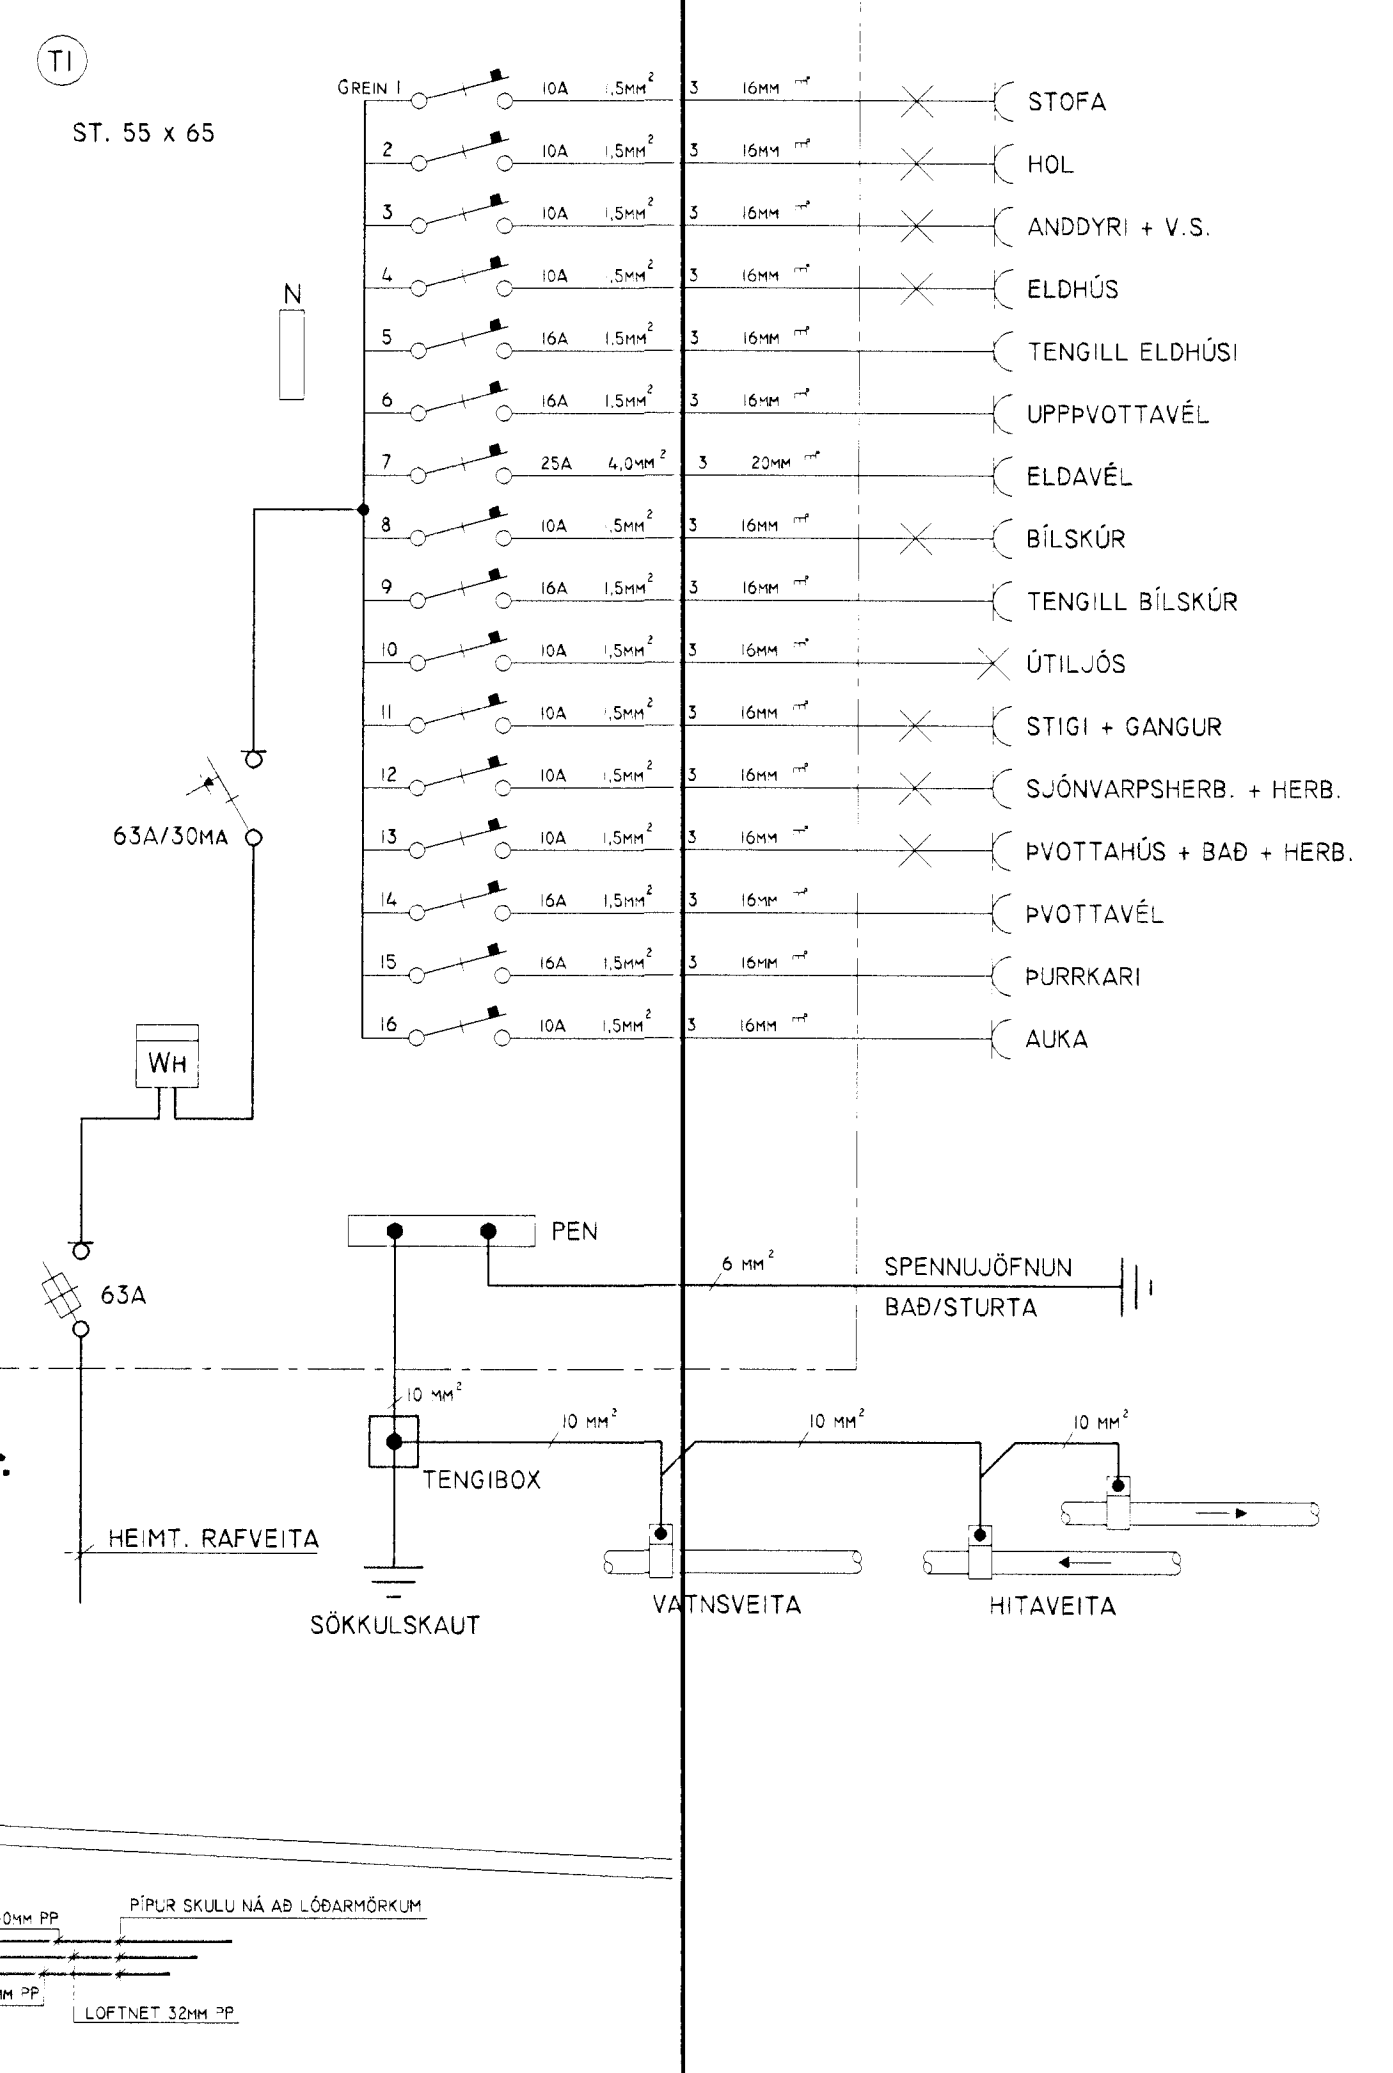 T1
ST. 55 x 65
GREIN 1 10A 1,5MM² 3 16MM STOFA
2 10A 1,5MM² 3 16MM HOL
3 10A 1,5MM² 3 16MM ANDDYRI + V.S.
4 10A 1,5MM² 3 16MM ELDHÚS
5 16A 1.5MM² 3 16MM TENGILL ELDHÚSI
6 16A 1.5MM² 3 16MM UPPÞVOTTAVÉL
7 25A 4,0MM² 3 20MM ELDAVÉL
8 10A 1,5MM² 3 16MM BÍLSKÚR
9 16A 1,5MM² 3 16MM TENGILL BÍLSKÚR
10 10A 1,5MM² 3 16MM ÚTILJÓS
11 10A 1,5MM² 3 16MM STIGI + GANGUR
12 10A 1,5MM² 3 16MM SJÓNVARPSHERB. + HERB.
13 10A 1,5MM² 3 16MM ÞVOTTAHÚS + BAÐ + HERB.
14 16A 1,5MM² 3 16MM ÞVOTTAVÉL
15 16A 1,5MM² 3 16MM ÞURRKARI
16 10A 1,5MM² 3 16MM AUKA
N
63A/30MA
WH
63A
PEN
6 MM²
SPENNUJÖFNUN
BAÐ/STURTA
10 MM²
10 MM² 10 MM² 10 MM²
TENGIBOX
HEIMT. RAFVEITA
VATNSVEITA HITAVEITA
SÖKKULSKAUT
PÍPUR SKULU NÁ AÐ LÓÐARMÖRKUM
0MM PP
MM PP
LOFTNET 32MM PP